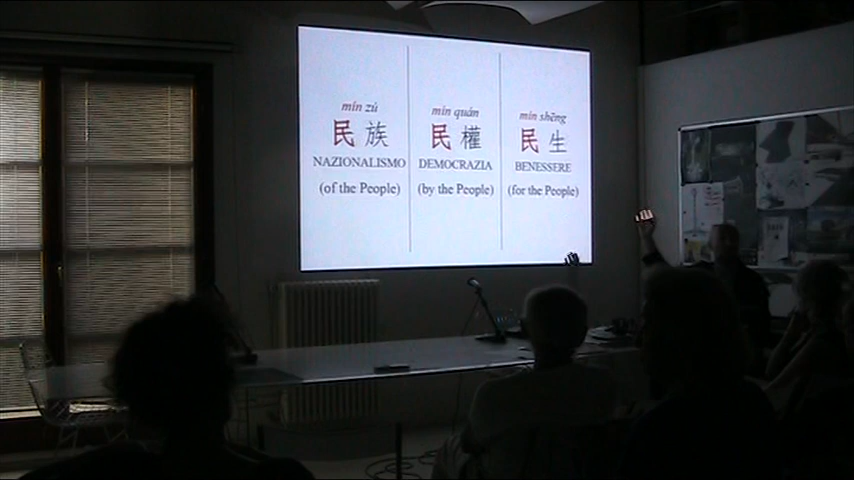 mín zú
民族
NAZIONALISMO
(of the People)
mín quán
民權
DEMOCRAZIA
(by the People)
mín shēng
民生
BENESSERE
(for the People)